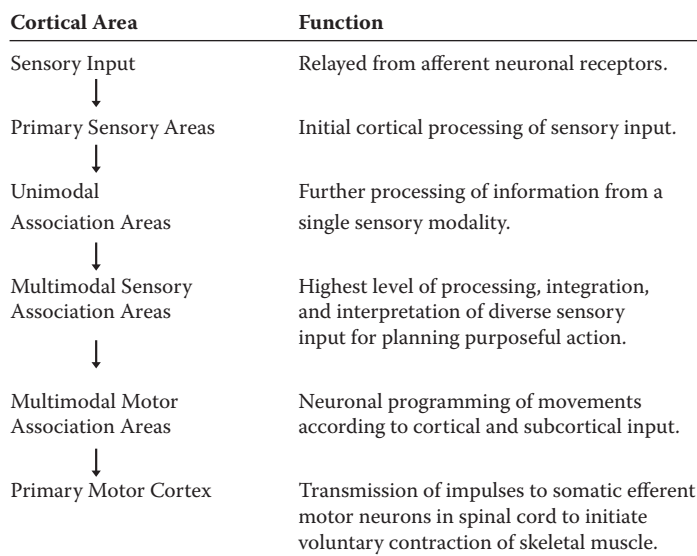 Cortical Area Function
Sensory Input Relayed from afferent neuronal receptors.
Primary Sensory Areas Initial cortical processing of sensory input.
Unimodal Further processing of information from a
Association Areas single sensory modality.
Multimodal Sensory Highest level of processing, integration,
Association Areas and interpretation of diverse sensory
input for planning purposeful action.
Multimodal Motor Neuronal programming of movements
Association Areas according to cortical and subcortical input.
Primary Motor Cortex Transmission of impulses to somatic efferent
motor neurons in spinal cord to initiate
voluntary contraction of skeletal muscle.